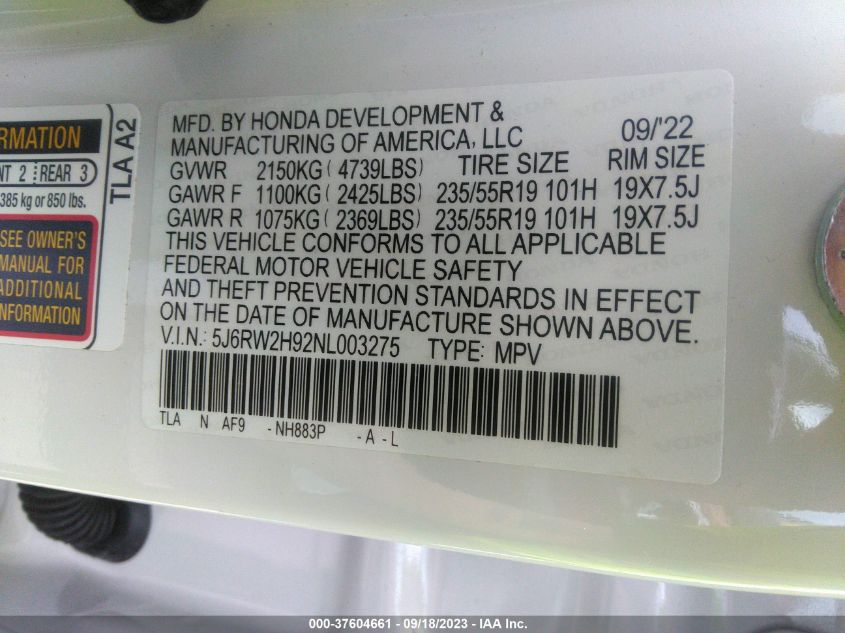 RMATION
NT 2 REAR 3
385 kg or 850 lbs.
SEE OWNER'S
MANUAL FOR
ADDITIONAL
INFORMATION
TLA A2
MFD. BY HONDA DEVELOPMENT &
MANUFACTURING OF AMERICA, LLC 09/'22
GVWR 2150KG ( 4739LBS) TIRE SIZE RIM SIZE
GAWR F 1100KG ( 2425LBS) 235/55R19 101H 19X7.5J
GAWR R 1075KG ( 2369LBS) 235/55R19 101H 19X7.5J
THIS VEHICLE CONFORMS TO ALL APPLICABLE
FEDERAL MOTOR VEHICLE SAFETY
AND THEFT PREVENTION STANDARDS IN EFFECT
ON THE DATE OF MANUFACTURE SHOWN ABOVE.
V.I.N.: 5J6RW2H92NL003275 TYPE: MPV
TLA N AF9 -NH883P -A-L
000-37604661 - 09/18/2023 - IAA Inc.